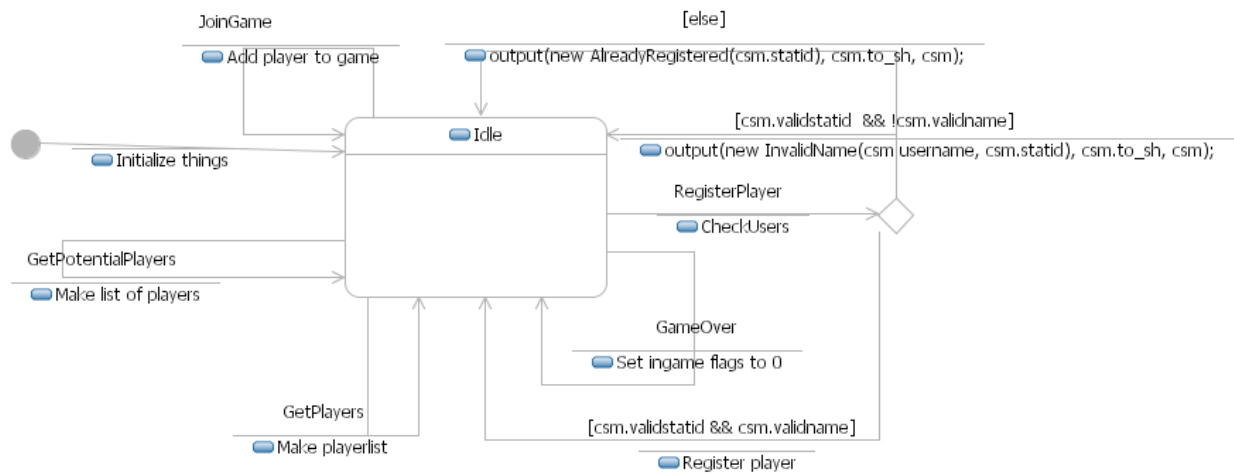 JoinGame
Add player to game
[else]
output(new AlreadyRegistered(csm.statid), csm.to_sh, csm);
Idle
[csm.validstatid && !csm.validname]
output(new InvalidName(csm.username, csm.statid), csm.to_sh, csm);
Initialize things
RegisterPlayer
CheckUsers
GetPotentialPlayers
Make list of players
GameOver
Set ingame flags to 0
GetPlayers
Make playerlist
[csm.validstatid && csm.validname]
Register player